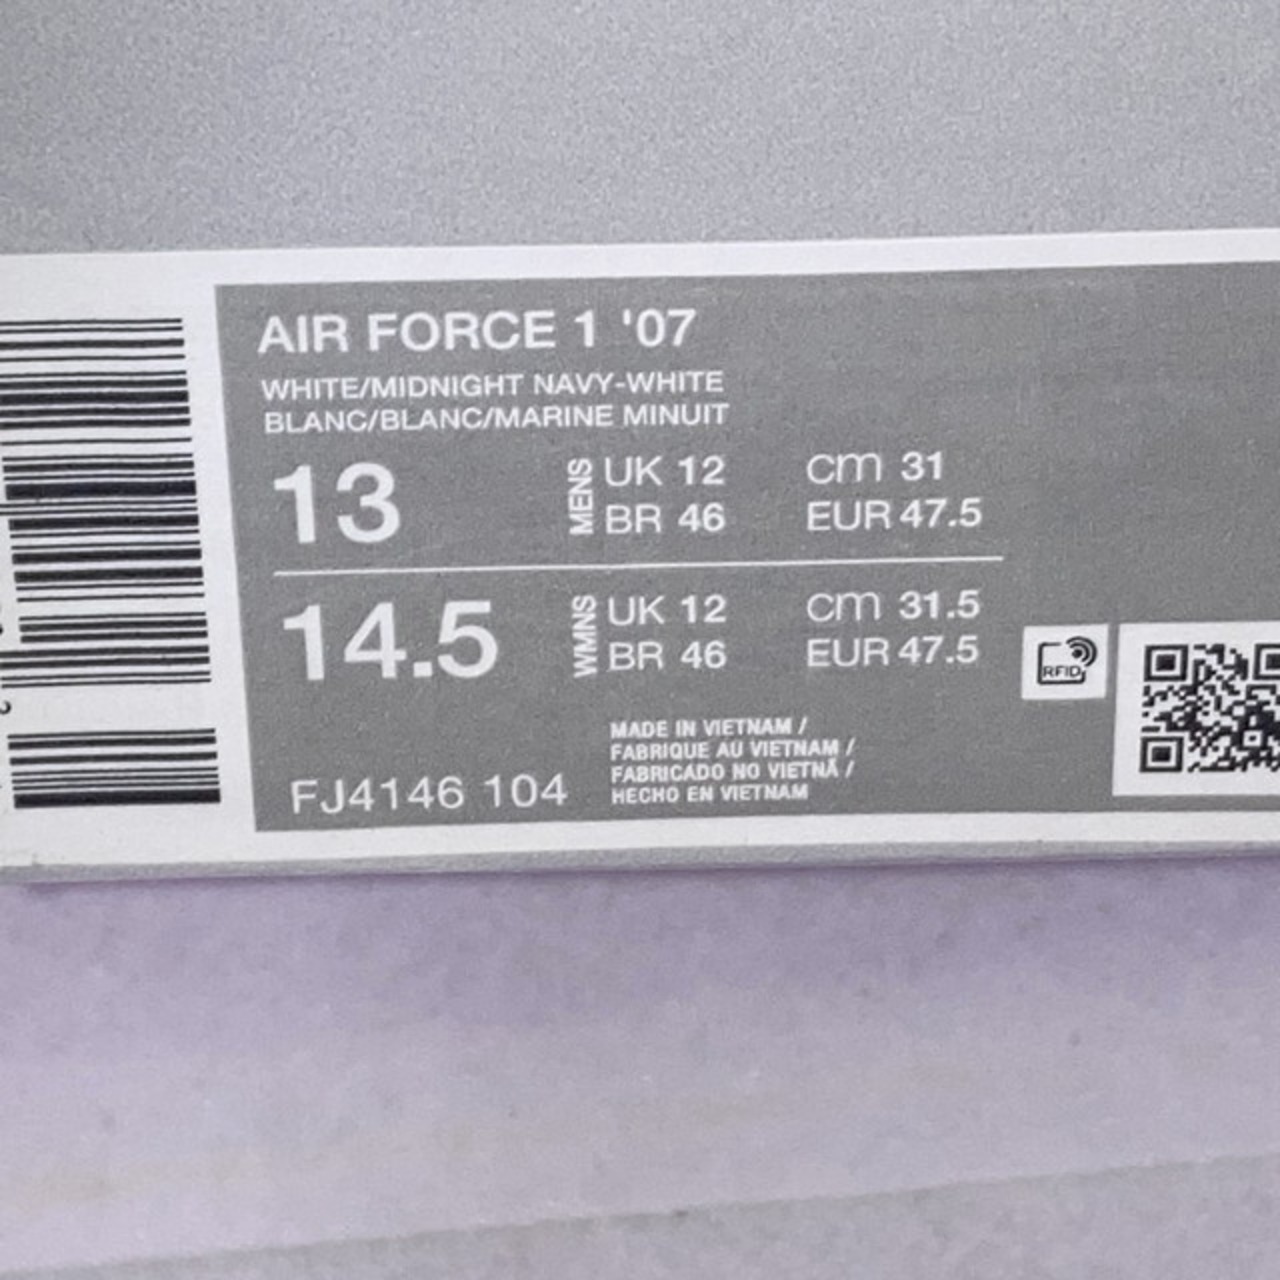 AIR FORCE 1 '07
WHITE/MIDNIGHT NAVY-WHITE
BLANC/BLANC/MARINE MINUIT
13 MENS UK 12 cm 31
BR 46 EUR 47.5
14.5 WMNS UK 12 cm 31.5
BR 46 EUR 47.5
RFID
MADE IN VIETNAM /
FABRIQUE AU VIETNAM /
FABRICADO NO VIETNÃ /
HECHO EN VIETNAM
FJ4146 104
2